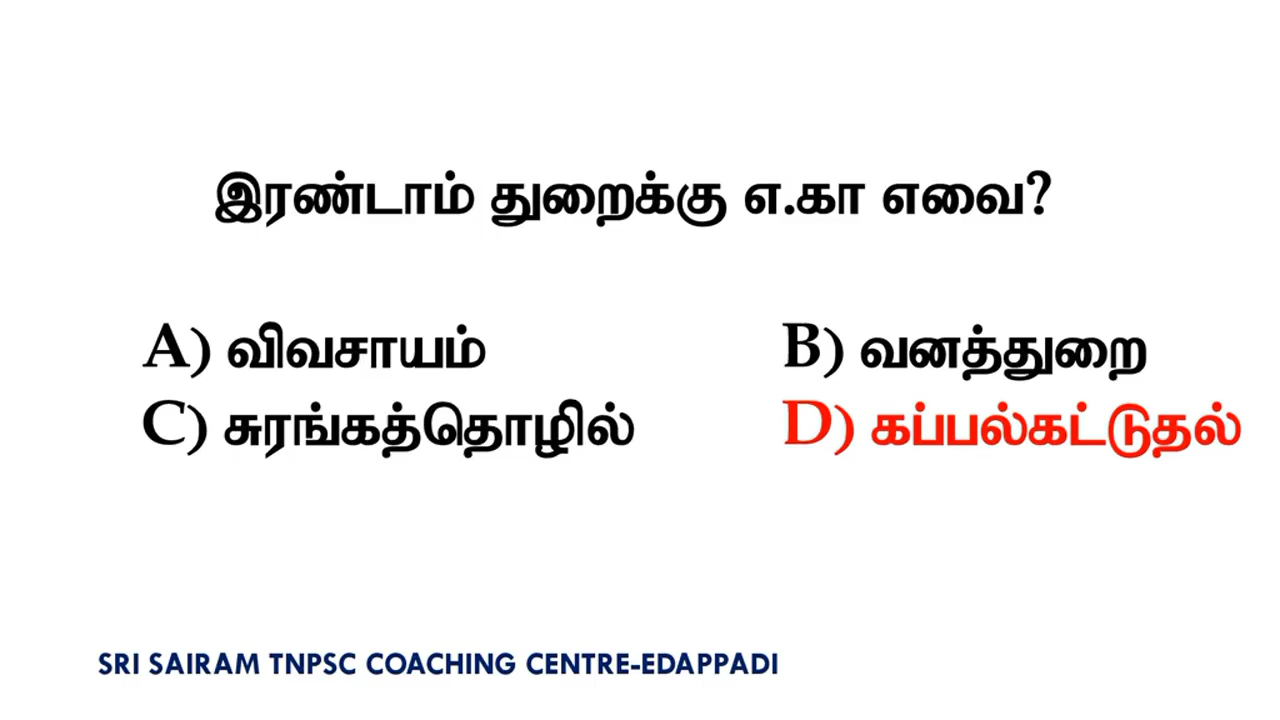 இரண்டாம் துறைக்கு எ.கா எவை?
A) விவசாயம் B) வனத்துறை
C) சுரங்கத்தொழில் D) கப்பல்கட்டுதல்
SRI SAIRAM TNPSC COACHING CENTRE-EDAPPADI